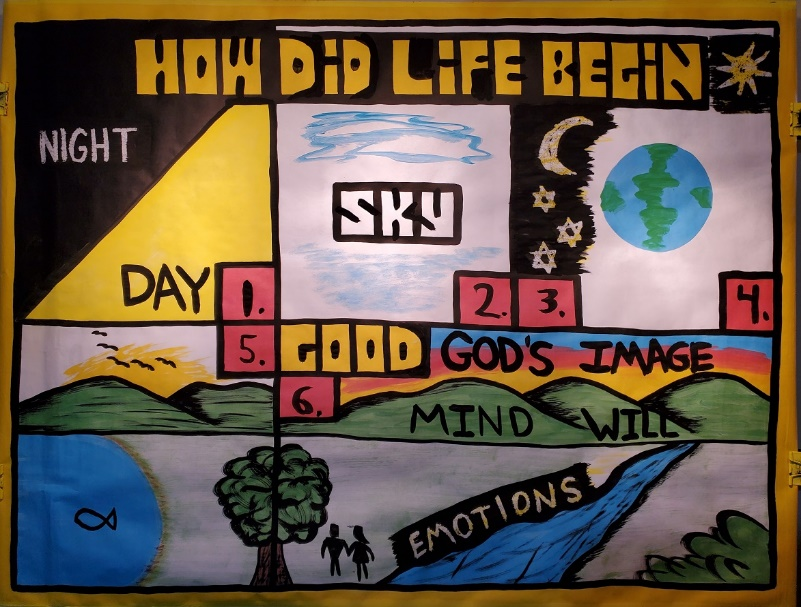 HOW DiD LiFE BEGiN
NIGHT
SKY
DAY 1.
2.
3.
4.
5.
GOOD GOD'S IMAGE
6.
MIND WILL
EMOTIONS